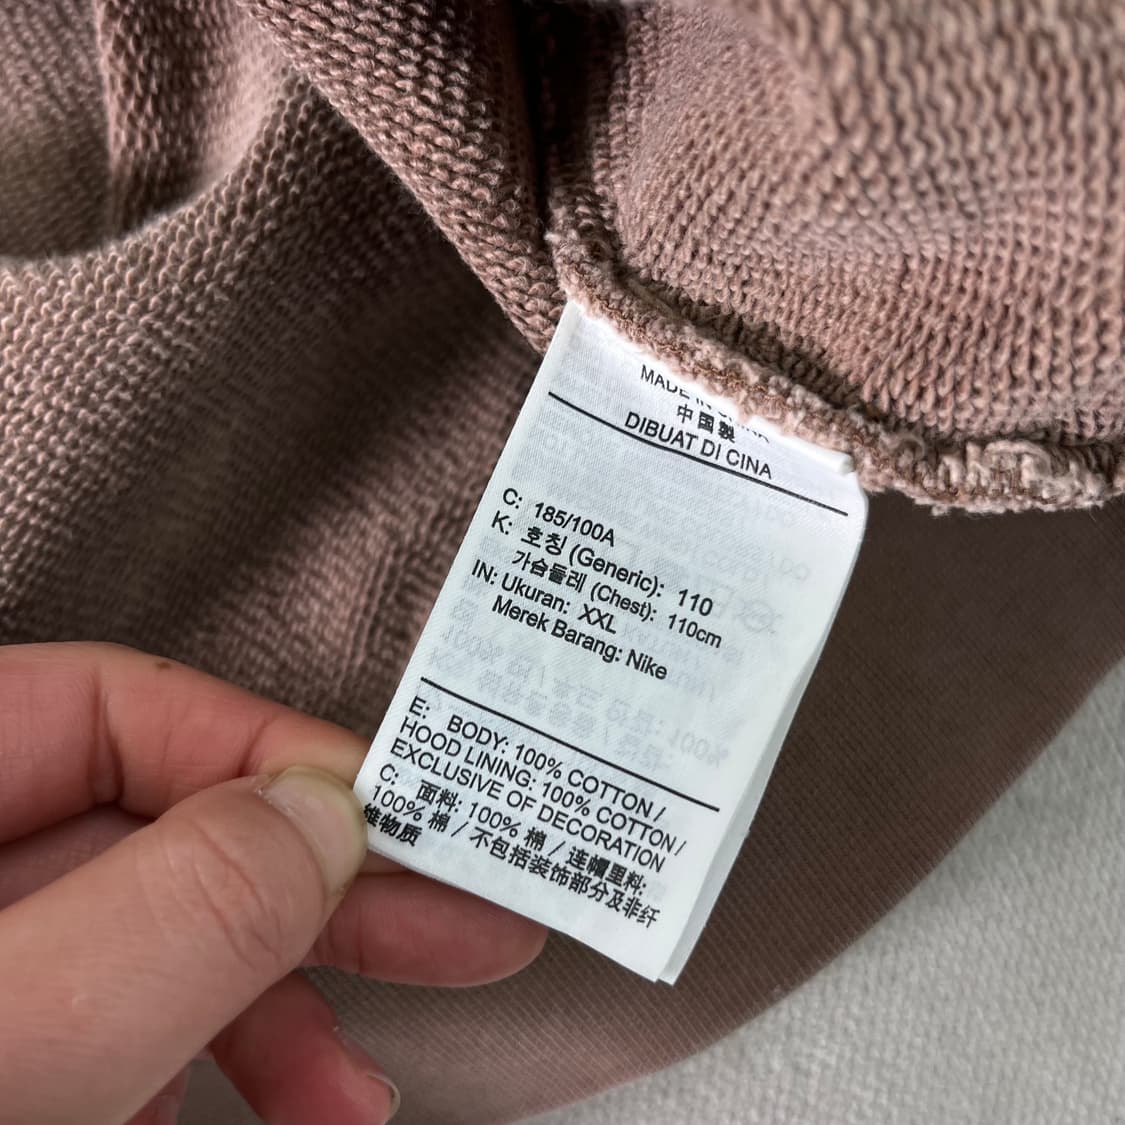 MADE IN CHINA
中国製
DIBUAT DI CINA
C: 185/100A
K: 호칭 (Generic): 110
가슴둘레 (Chest): 110cm
IN: Ukuran: XXL
Merek Barang: Nike
E: BODY: 100% COTTON /
HOOD LINING: 100% COTTON /
EXCLUSIVE OF DECORATION
C: 面料: 100% 棉 / 连帽里料:
100% 棉 / 不包括装饰部分及非纤
维物质